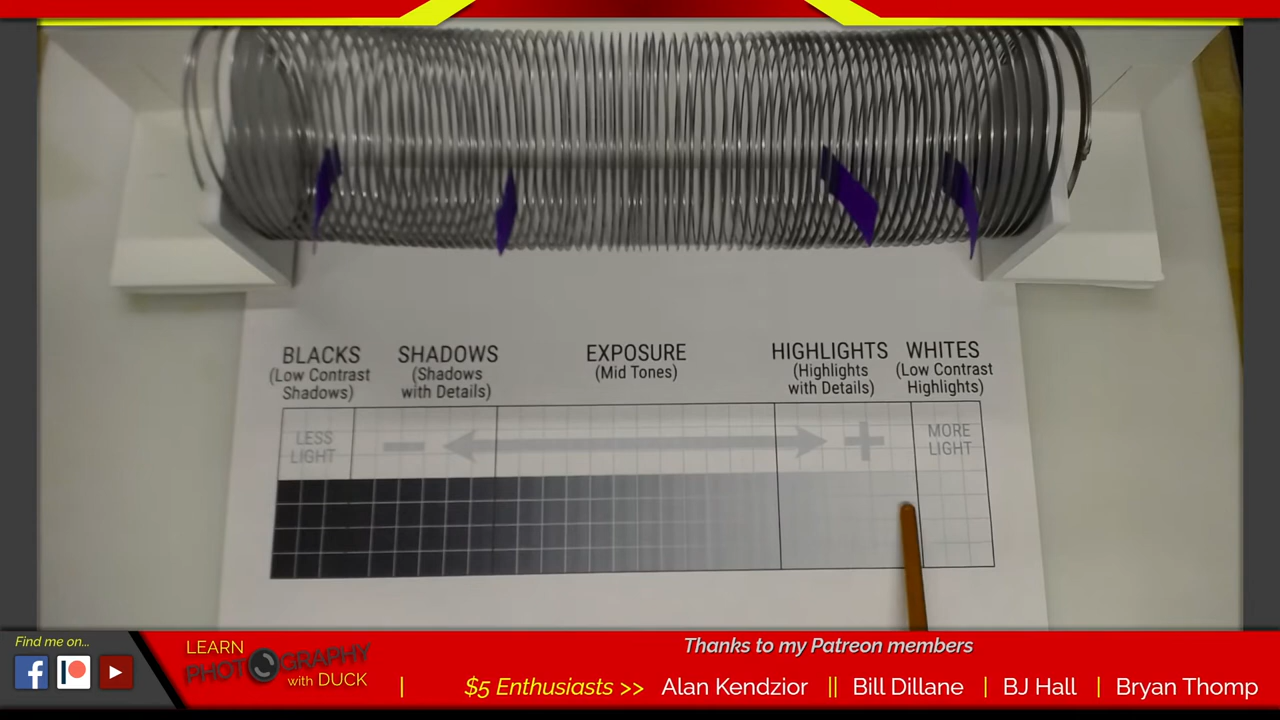 BLACKS
(Low Contrast
Shadows)
SHADOWS
(Shadows
with Details)
EXPOSURE
(Mid Tones)
HIGHLIGHTS
(Highlights
with Details)
WHITES
(Low Contrast
Highlights)
LESS
LIGHT
MORE
LIGHT
Find me on...
LEARN
PHOTOGRAPHY
with DUCK
Thanks to my Patreon members
$5 Enthusiasts >> Alan Kendzior || Bill Dillane | BJ Hall | Bryan Thomp